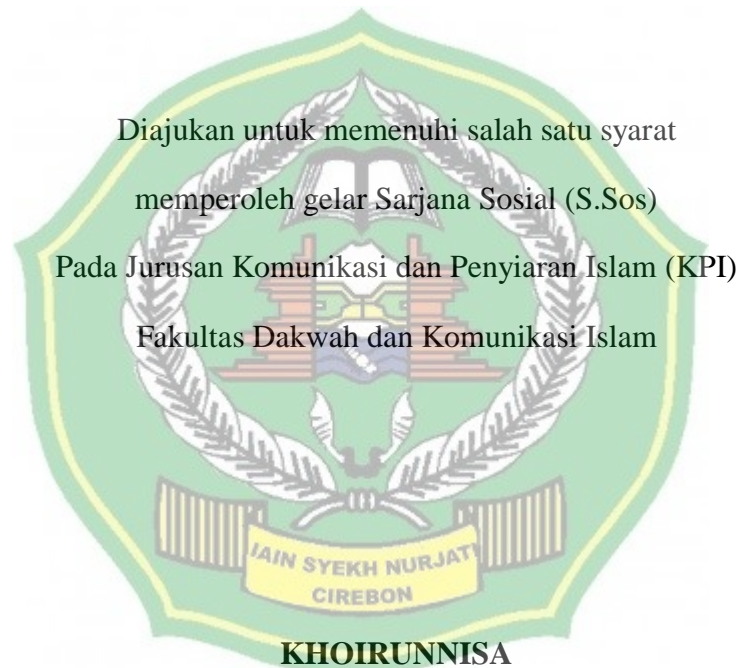 Diajukan untuk memenuhi salah satu syarat
memperoleh gelar Sarjana Sosial (S.Sos)
Pada Jurusan Komunikasi dan Penyiaran Islam (KPI)
Fakultas Dakwah dan Komunikasi Islam
IAIN SYEKH NURJATI
CIREBON
KHOIRUNNISA